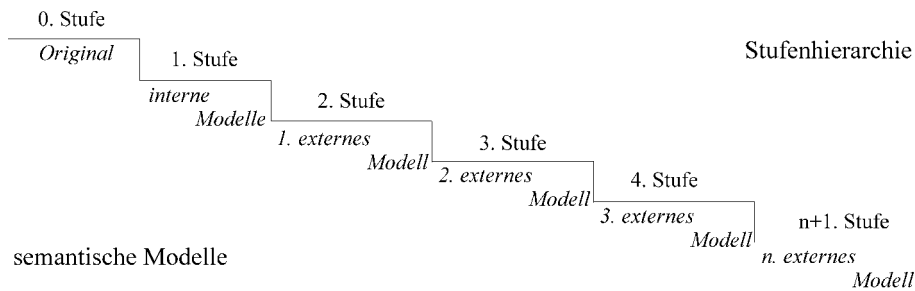 0. Stufe
Original
Stufenhierarchie
1. Stufe
interne
Modelle
2. Stufe
1. externes
Modell
3. Stufe
2. externes
Modell
4. Stufe
3. externes
Modell
n+1. Stufe
n. externes
Modell
semantische Modelle